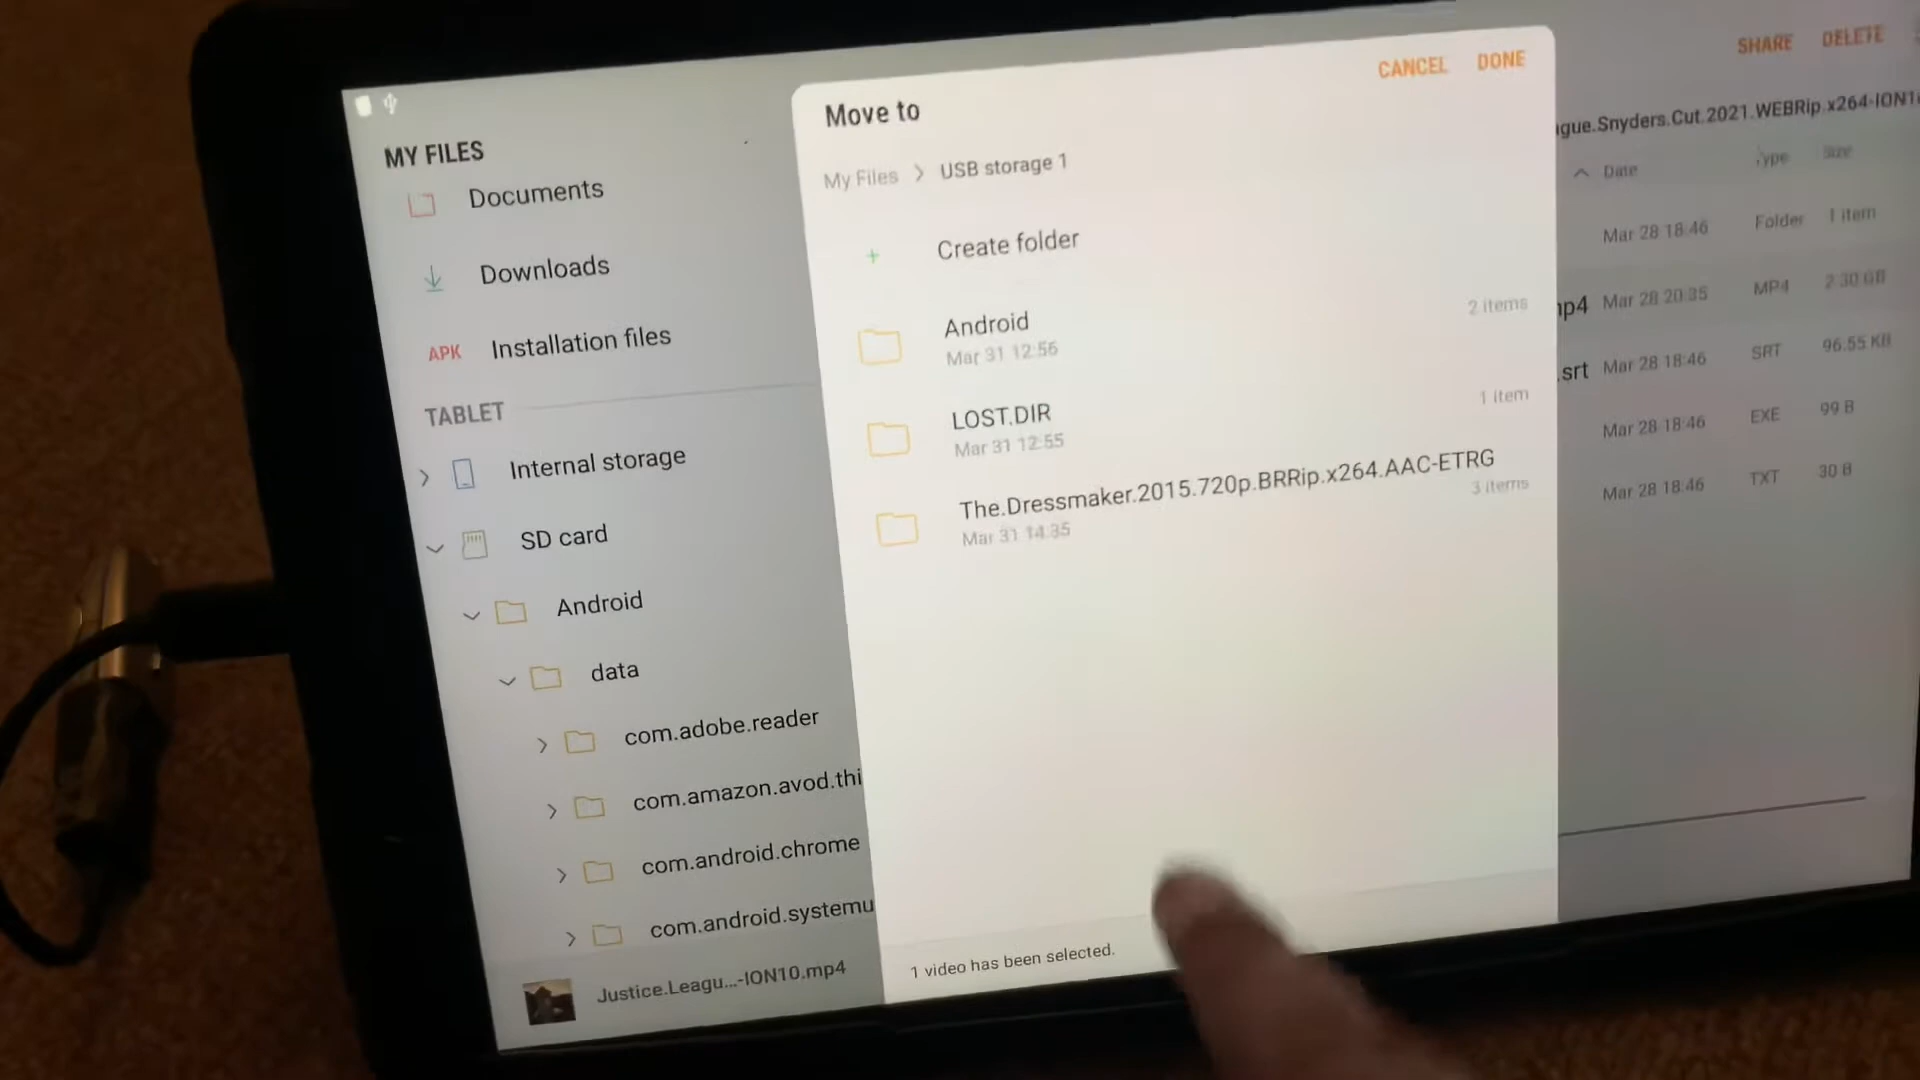 MY FILES
Documents
Downloads
APK Installation files
TABLET
Internal storage
SD card
Android
data
com.adobe.reader
com.amazon.avod.thi
com.android.chrome
com.android.systemu
Justice.Leagu...-ION10.mp4
CANCEL DONE
Move to
My Files > USB storage 1
+ Create folder
Android
2 items
Mar 31 12:56
LOST.DIR
1 item
Mar 31 12:55
The.Dressmaker.2015.720p.BRRip.x264.AAC-ETRG
3 items
Mar 31 14:35
1 video has been selected.
SHARE DELETE
gue.Snyders.Cut.2021.WEBRip.x264-ION1
Date Type Size
Mar 28 18:46 Folder 1 item
mp4 Mar 28 20:35 MP4 2.30 GB
.srt Mar 28 18:46 SRT 96.55 KB
Mar 28 18:46 EXE 99 B
Mar 28 18:46 TXT 30 B